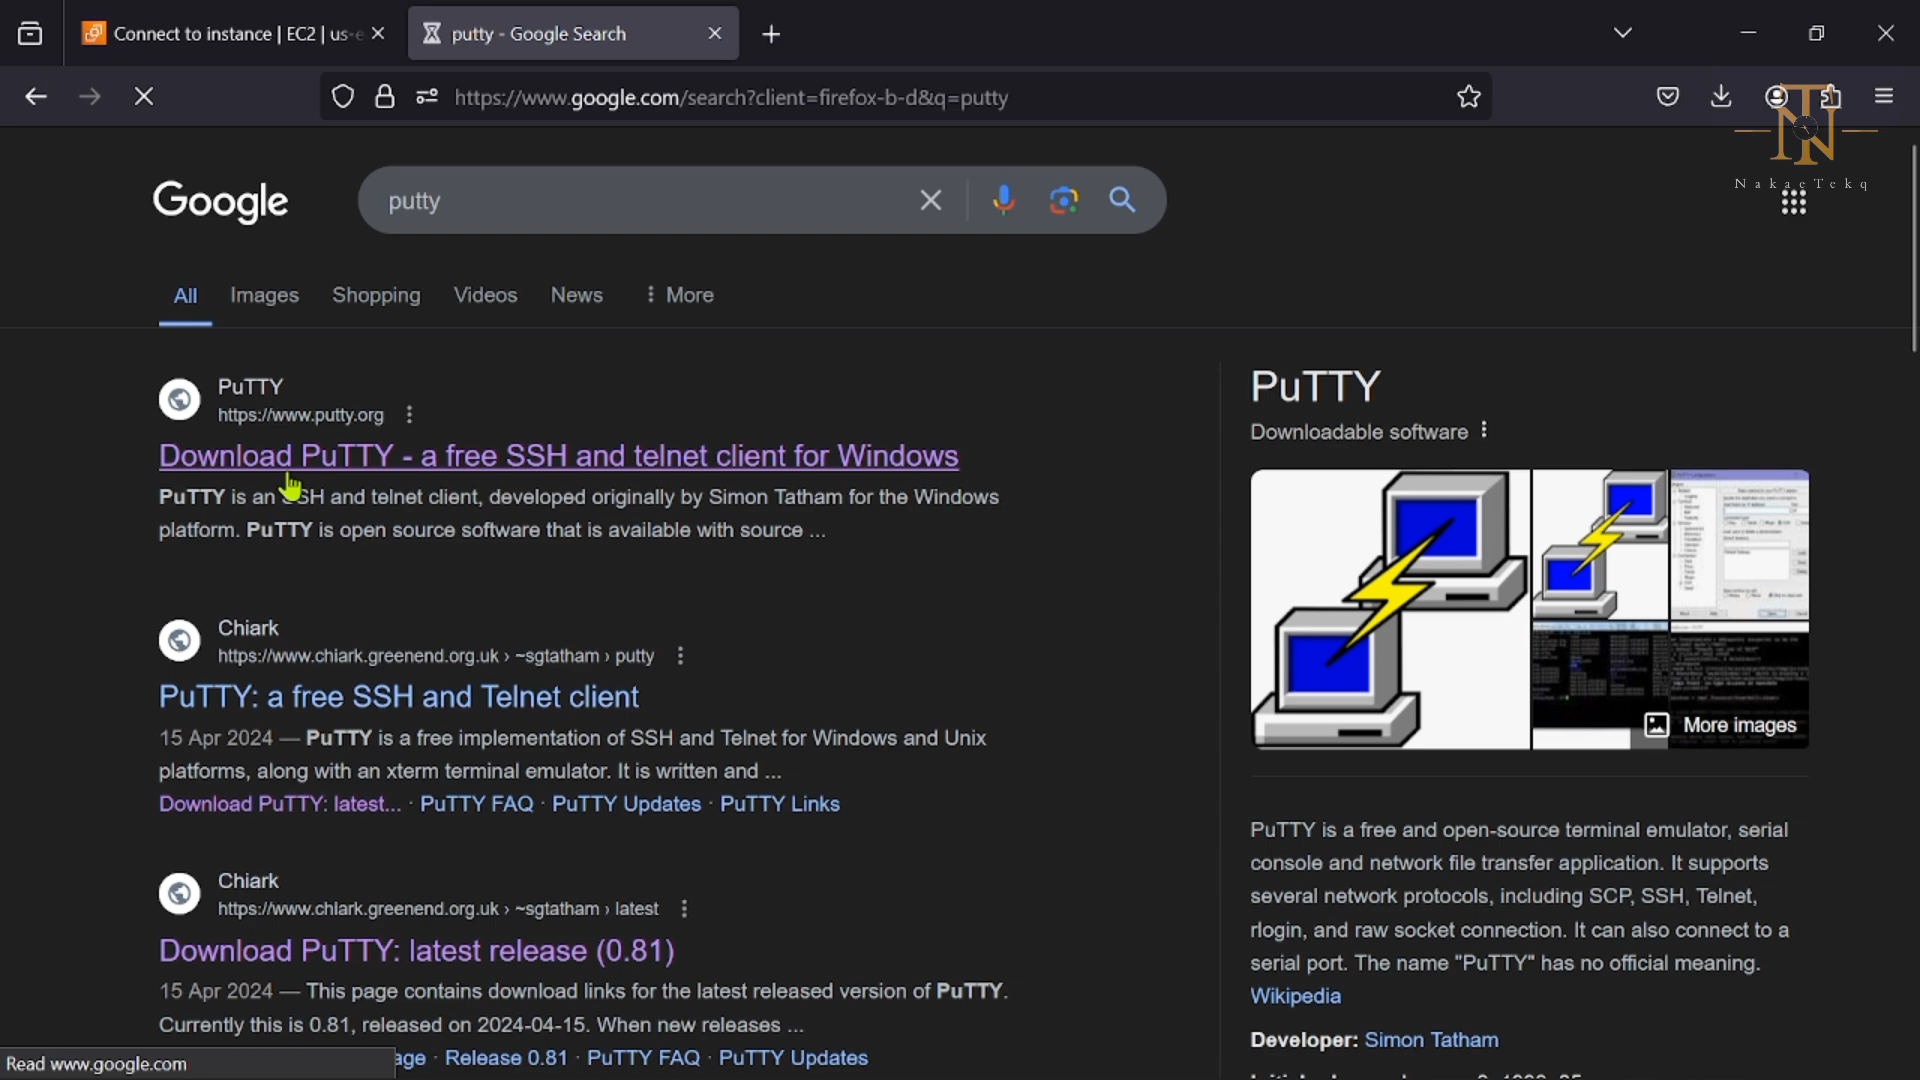 Connect to instance | EC2 | us-e
putty - Google Search
https://www.google.com/search?client=firefox-b-d&q=putty
NakaeTekq
Google
putty
All
Images
Shopping
Videos
News
More
PuTTY
https://www.putty.org
Download PuTTY - a free SSH and telnet client for Windows
PuTTY is an SSH and telnet client, developed originally by Simon Tatham for the Windows
platform. PuTTY is open source software that is available with source ...
Chiark
https://www.chiark.greenend.org.uk › ~sgtatham › putty
PuTTY: a free SSH and Telnet client
15 Apr 2024 — PuTTY is a free implementation of SSH and Telnet for Windows and Unix
platforms, along with an xterm terminal emulator. It is written and ...
Download PuTTY: latest... · PuTTY FAQ · PuTTY Updates · PuTTY Links
Chiark
https://www.chiark.greenend.org.uk › ~sgtatham › latest
Download PuTTY: latest release (0.81)
15 Apr 2024 — This page contains download links for the latest released version of PuTTY.
Currently this is 0.81, released on 2024-04-15. When new releases ...
age · Release 0.81 · PuTTY FAQ · PuTTY Updates
Read www.google.com
PuTTY
Downloadable software
More images
PuTTY is a free and open-source terminal emulator, serial
console and network file transfer application. It supports
several network protocols, including SCP, SSH, Telnet,
rlogin, and raw socket connection. It can also connect to a
serial port. The name "PuTTY" has no official meaning.
Wikipedia
Developer: Simon Tatham